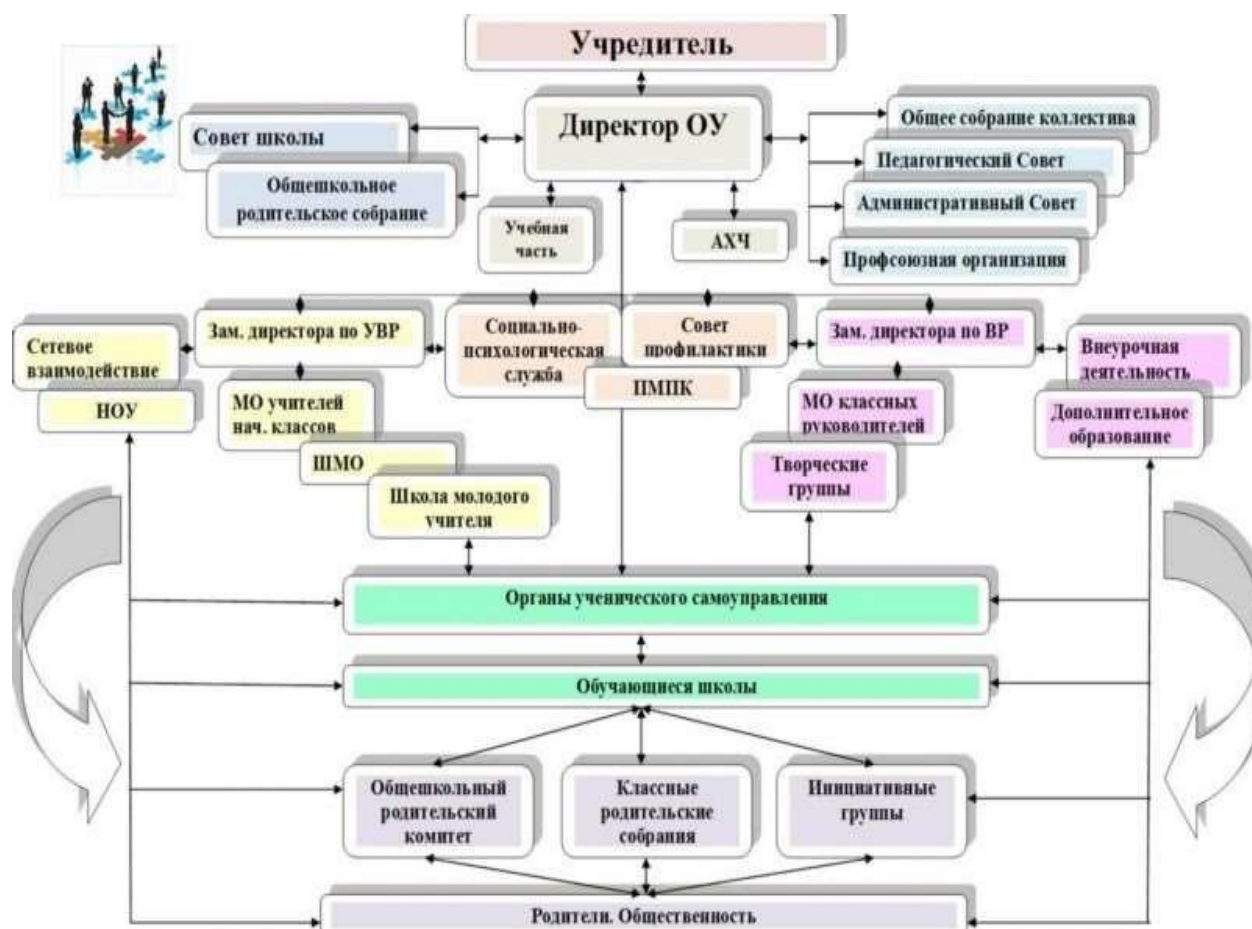 Учредитель
Директор ОУ
Совет школы
Общешкольное
родительское собрание
Общее собрание коллектива
Педагогический Совет
Административный Совет
Профсоюзная организация
Учебная
часть
АХЧ
Сетевое
взаимодействие
НОУ
Зам. директора по УВР
МО учителей
нач. классов
ШМО
Школа молодого
учителя
Социально-
психологическая
служба
Совет
профилактики
ПМПК
Зам. директора по ВР
МО классных
руководителей
Творческие
группы
Внеурочная
деятельность
Дополнительное
образование
Органы ученического самоуправления
Обучающиеся школы
Общешкольный
родительский
комитет
Классные
родительские
собрания
Инициативные
группы
Родители. Общественность